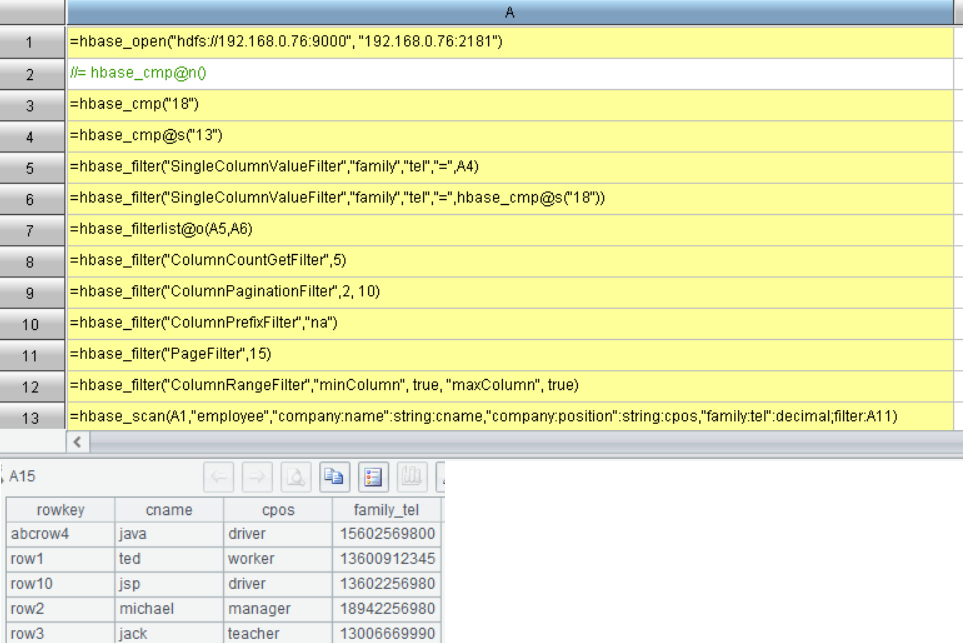 A
1 =hbase_open("hdfs://192.168.0.76:9000", "192.168.0.76:2181")
2 //= hbase_cmp@n()
3 =hbase_cmp("18")
4 =hbase_cmp@s("13")
5 =hbase_filter("SingleColumnValueFilter","family","tel","=",A4)
6 =hbase_filter("SingleColumnValueFilter","family","tel","=",hbase_cmp@s("18"))
7 =hbase_filterlist@o(A5,A6)
8 =hbase_filter("ColumnCountGetFilter",5)
9 =hbase_filter("ColumnPaginationFilter",2, 10)
10 =hbase_filter("ColumnPrefixFilter","na")
11 =hbase_filter("PageFilter",15)
12 =hbase_filter("ColumnRangeFilter","minColumn", true, "maxColumn", true)
13 =hbase_scan(A1,"employee","company:name":string:cname,"company:position":string:cpos,"family:tel":decimal;filter:A11)
A15
rowkey cname cpos family_tel
abcrow4 java driver 15602569800
row1 ted worker 13600912345
row10 jsp driver 13602256980
row2 michael manager 18942256980
row3 jack teacher 13006669990